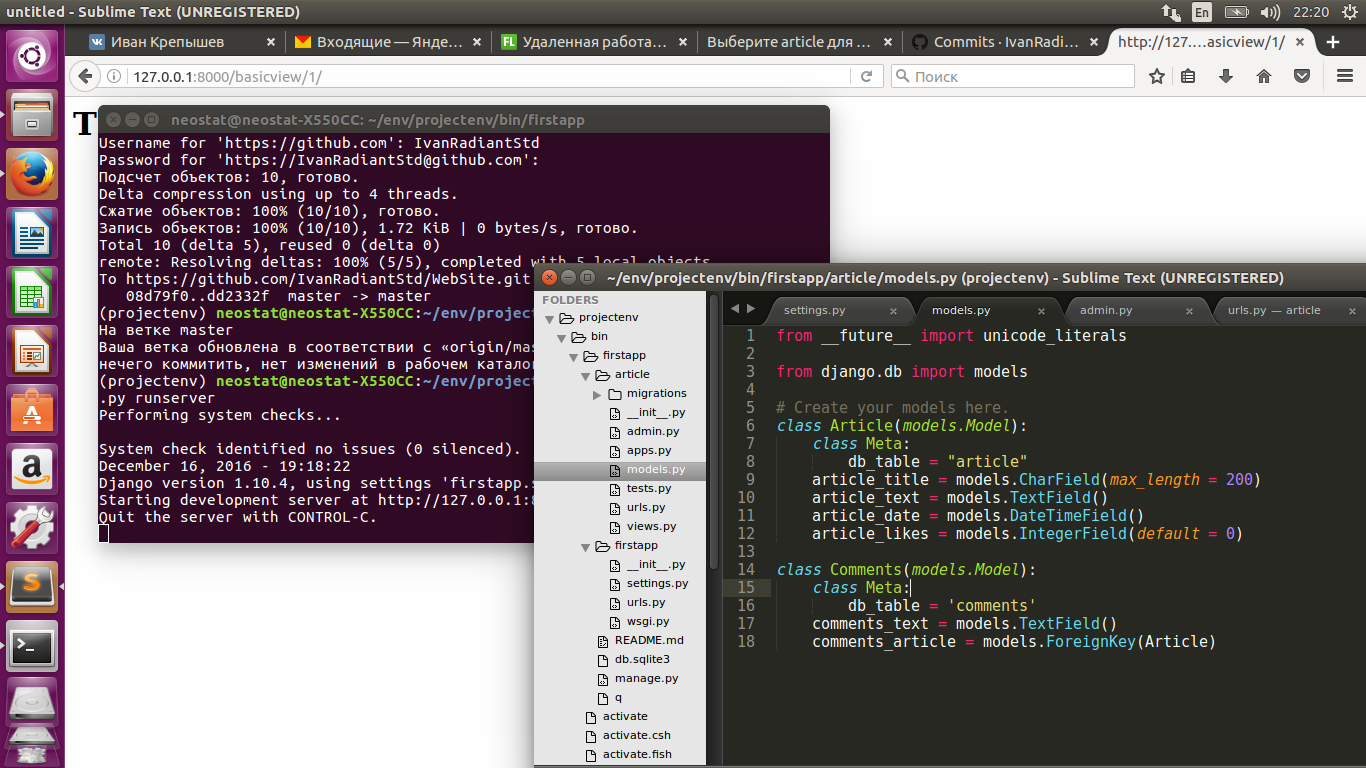 untitled - Sublime Text (UNREGISTERED)
En
22:20
Иван Крепышев
Входящие — Янде...
Удаленная работа...
Выберите article для ...
Commits · IvanRadi...
http://127....asicview/1/
127.0.0.1:8000/basicview/1/
Поиск
T
neostat@neostat-X550CC: ~/env/projectenv/bin/firstapp
Username for 'https://github.com': IvanRadiantStd
Password for 'https://IvanRadiantStd@github.com':
Подсчет объектов: 10, готово.
Delta compression using up to 4 threads.
Сжатие объектов: 100% (10/10), готово.
Запись объектов: 100% (10/10), 1.72 KiB | 0 bytes/s, готово.
Total 10 (delta 5), reused 0 (delta 0)
remote: Resolving deltas: 100% (5/5), completed with 5 local objects.
To https://github.com/IvanRadiantStd/WebSite.git
08d79f0..dd2332f master -> master
(projectenv) neostat@neostat-X550CC:~/env/project
На ветке master
Ваша ветка обновлена в соответствии с «origin/mas
нечего коммитить, нет изменений в рабочем каталог
(projectenv) neostat@neostat-X550CC:~/env/project
.py runserver
Performing system checks...
System check identified no issues (0 silenced).
December 16, 2016 - 19:18:22
Django version 1.10.4, using settings 'firstapp.s
Starting development server at http://127.0.0.1:8
Quit the server with CONTROL-C.
~/env/projectenv/bin/firstapp/article/models.py (projectenv) - Sublime Text (UNREGISTERED)
FOLDERS
projectenv
bin
firstapp
article
migrations
__init__.py
admin.py
apps.py
models.py
tests.py
urls.py
views.py
firstapp
__init__.py
settings.py
urls.py
wsgi.py
README.md
db.sqlite3
manage.py
q
activate
activate.csh
activate.fish
settings.py
models.py
admin.py
urls.py — article
1 from __future__ import unicode_literals
2
3 from django.db import models
4
5 # Create your models here.
6 class Article(models.Model):
7 class Meta:
8 db_table = "article"
9 article_title = models.CharField(max_length = 200)
10 article_text = models.TextField()
11 article_date = models.DateTimeField()
12 article_likes = models.IntegerField(default = 0)
13
14 class Comments(models.Model):
15 class Meta:
16 db_table = 'comments'
17 comments_text = models.TextField()
18 comments_article = models.ForeignKey(Article)